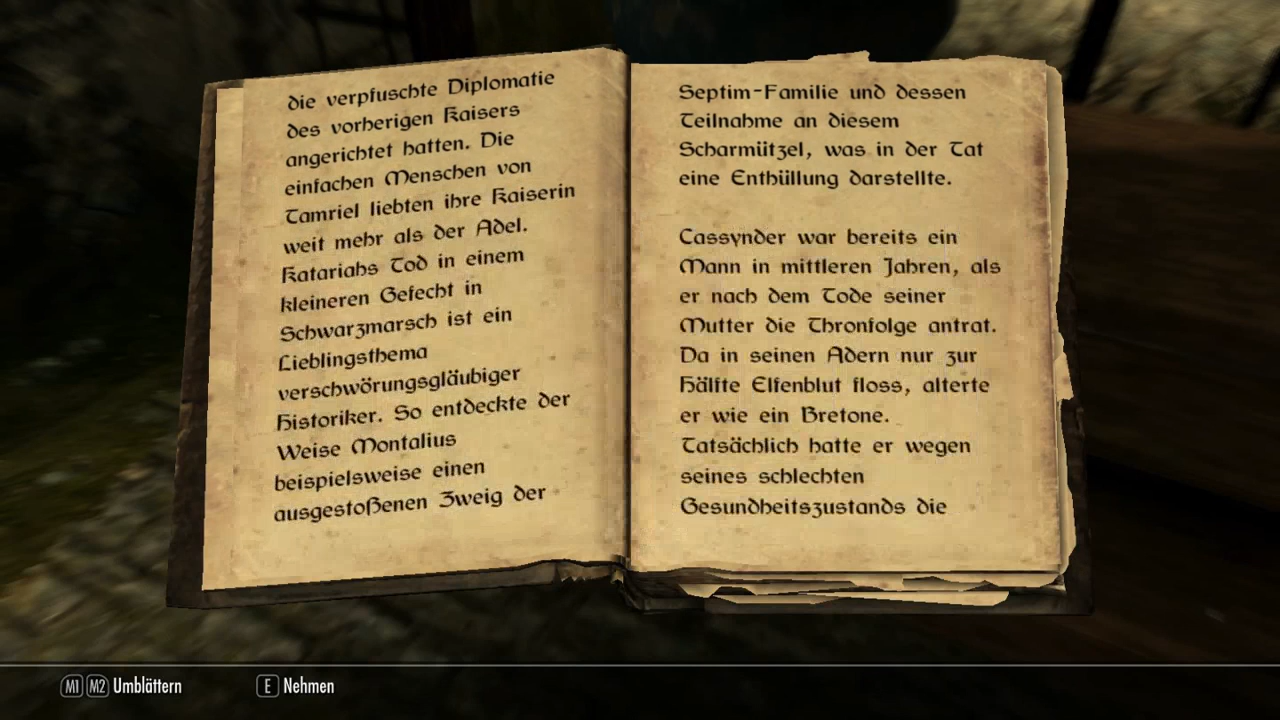 die verpfuschte Diplomatie
des vorherigen Kaisers
angerichtet hatten. Die
einfachen Menschen von
Tamriel liebten ihre Kaiserin
weit mehr als der Adel.
Katariahs Tod in einem
kleineren Gefecht in
Schwarzmarsch ist ein
Lieblingsthema
verschwörungsgläubiger
Historiker. So entdeckte der
Weise Montalius
beispielsweise einen
ausgestoßenen Zweig der
Septim-Familie und dessen
Teilnahme an diesem
Scharmützel, was in der Tat
eine Enthüllung darstellte.
Cassynder war bereits ein
Mann in mittleren Jahren, als
er nach dem Tode seiner
Mutter die Thronfolge antrat.
Da in seinen Adern nur zur
Hälfte Elfenblut floss, alterte
er wie ein Bretone.
Tatsächlich hatte er wegen
seines schlechten
Gesundheitszustands die
M1 M2 Umblättern E Nehmen